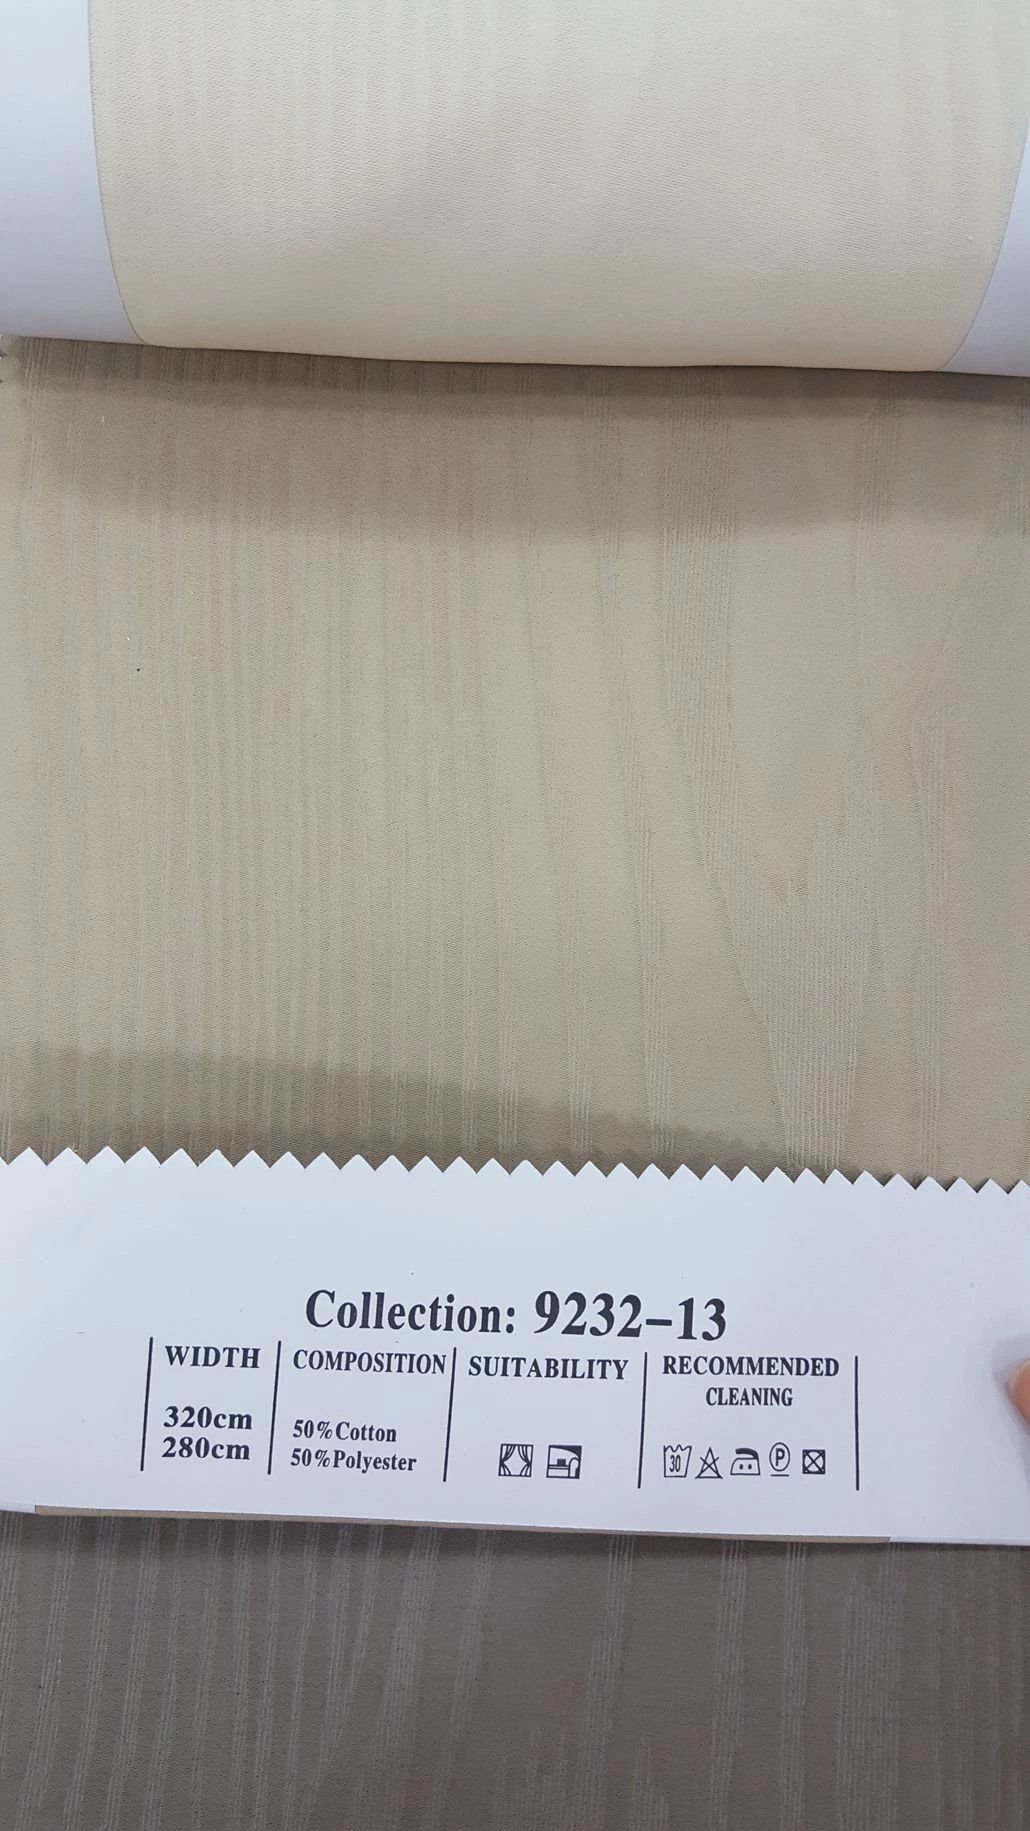 Collection: 9232-13
WIDTH
320cm
280cm
COMPOSITION
50%Cotton
50%Polyester
SUITABILITY
RECOMMENDED
CLEANING
30
P